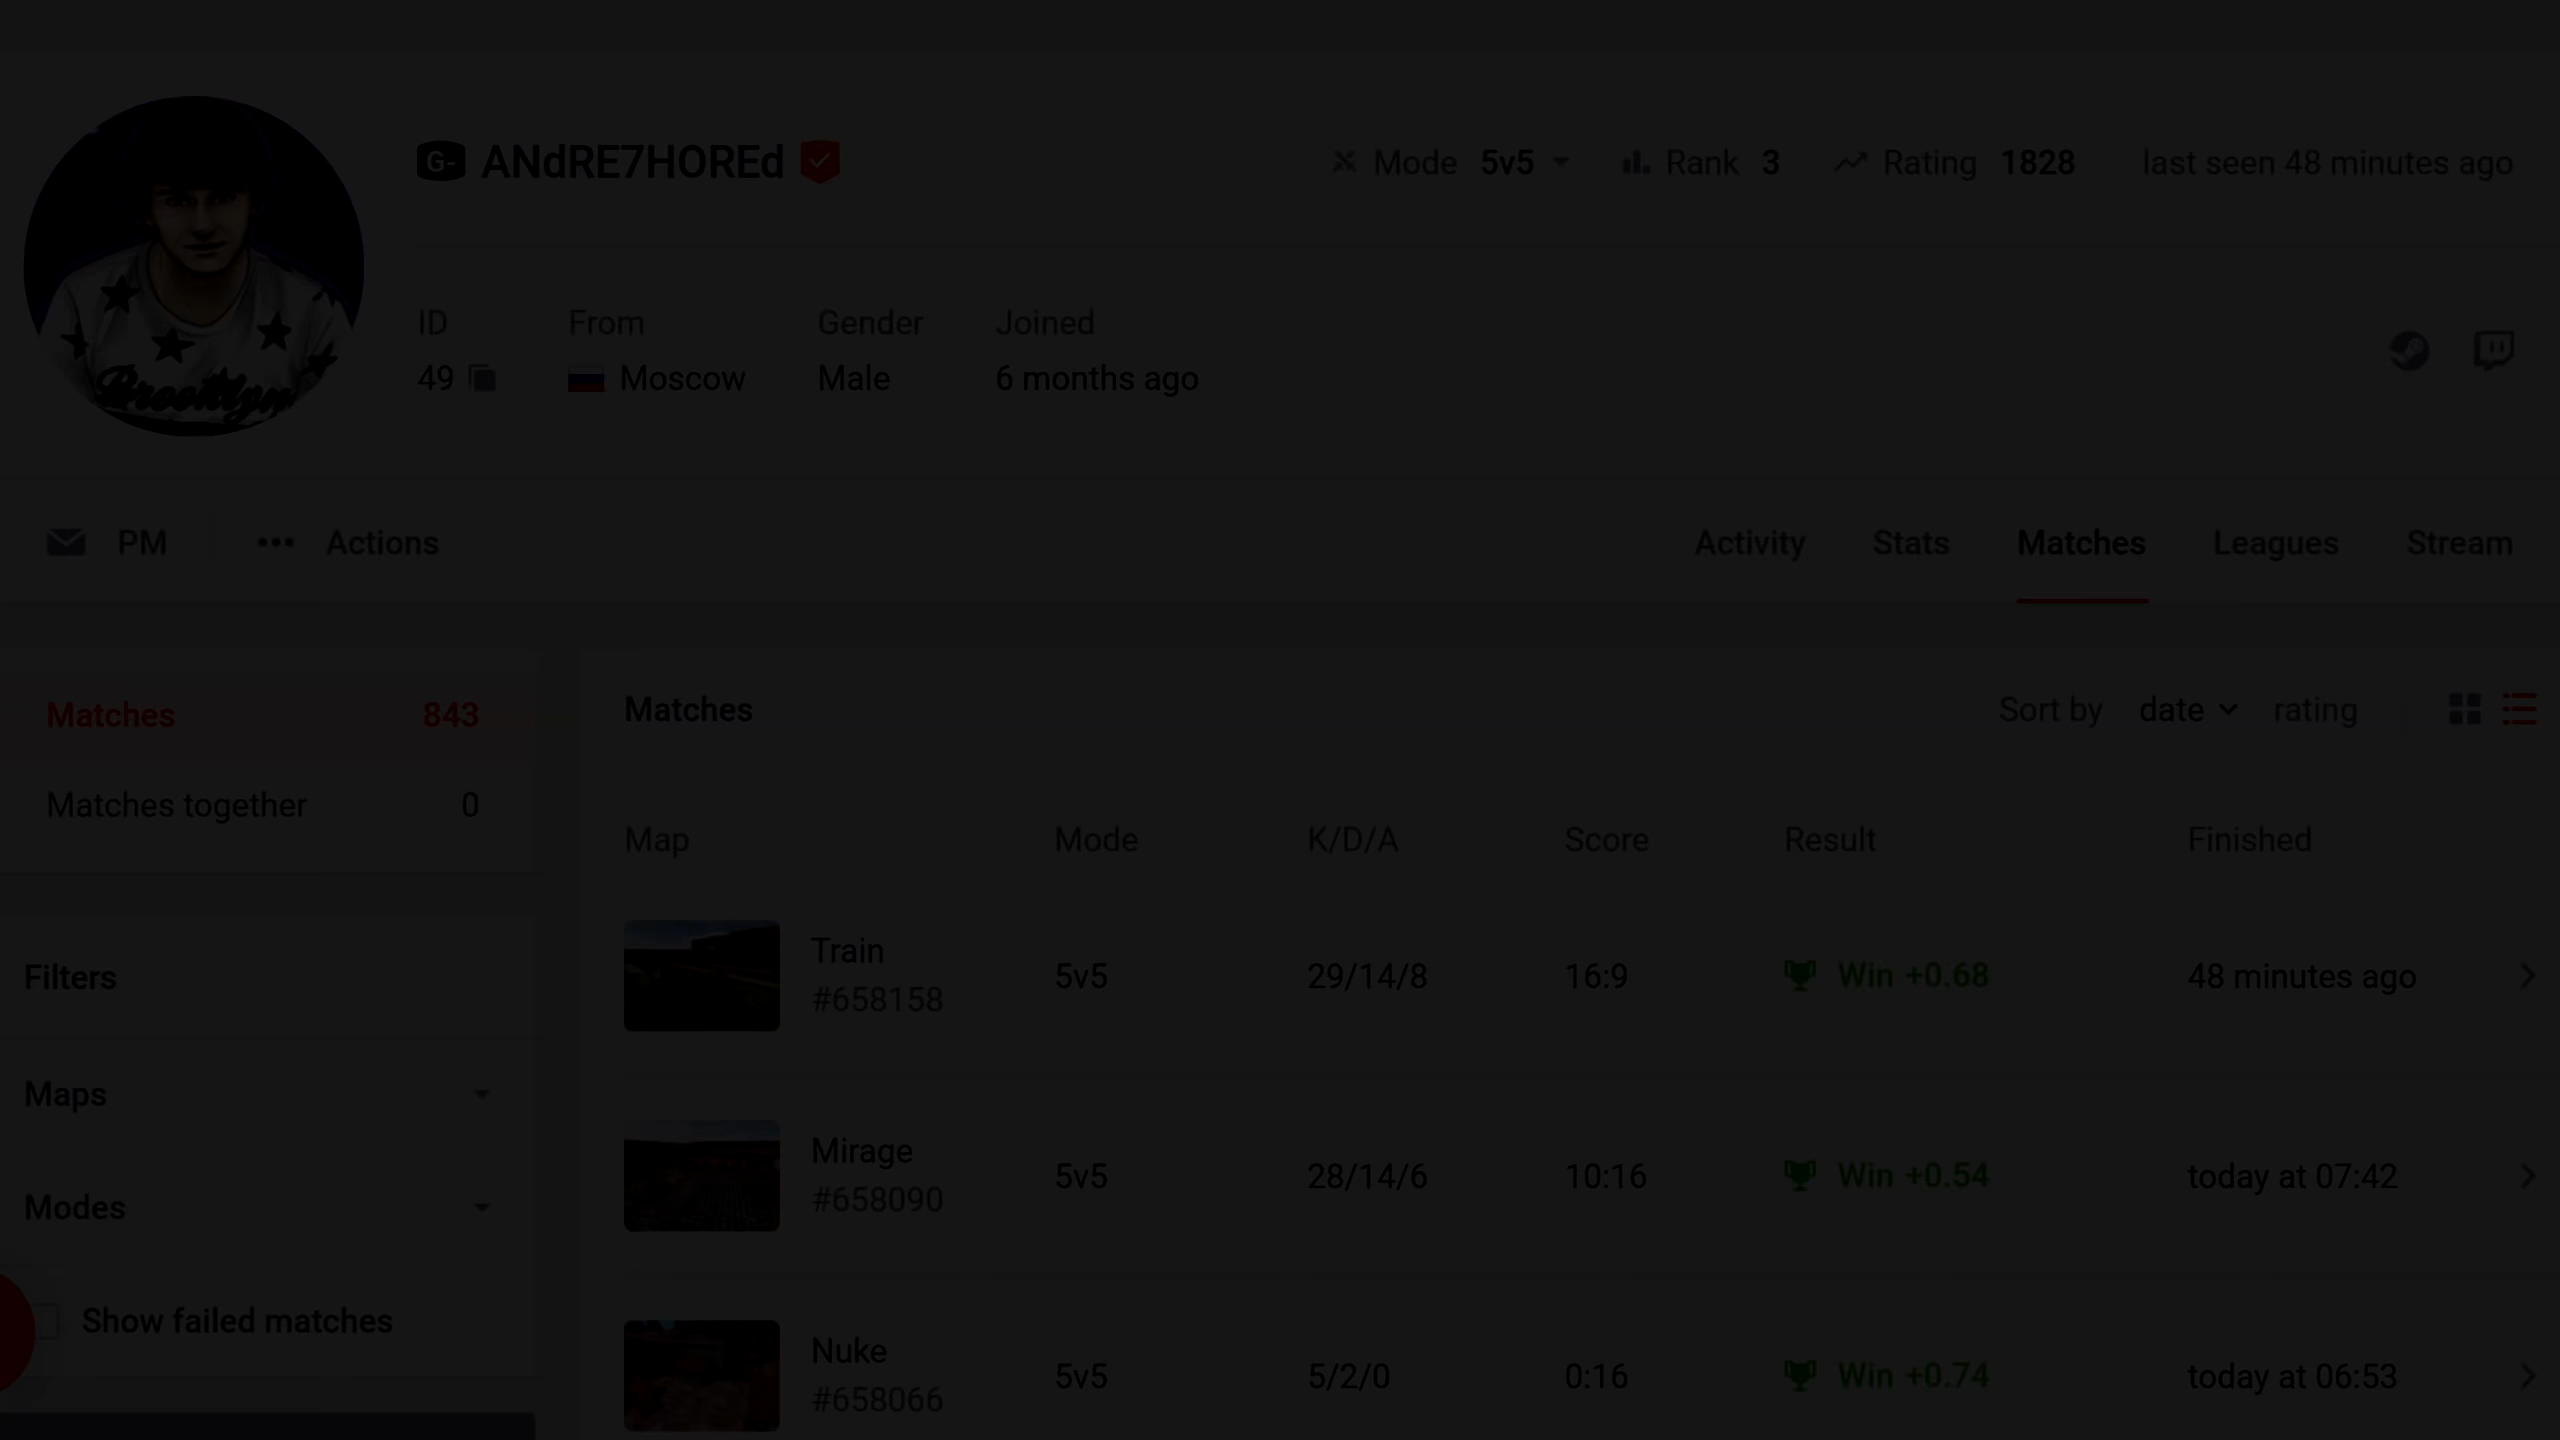 G- ANdRE7HOREd
Mode 5v5 Rank 3 Rating 1828 last seen 48 minutes ago
ID From Gender Joined
49 Moscow Male 6 months ago
Brooklyn
PM Actions
Activity Stats Matches Leagues Stream
Matches 843
Matches together 0
Filters
Maps
Modes
Show failed matches
Matches
Sort by date rating
Map Mode K/D/A Score Result Finished
Train
#658158
5v5 29/14/8 16:9 Win +0.68 48 minutes ago
Mirage
#658090
5v5 28/14/6 10:16 Win +0.54 today at 07:42
Nuke
#658066
5v5 5/2/0 0:16 Win +0.74 today at 06:53